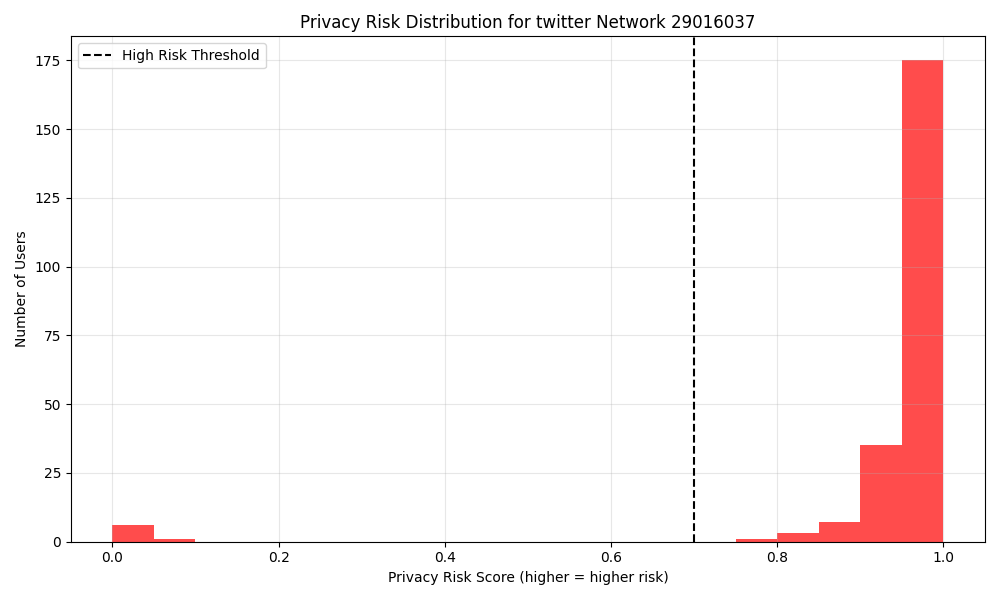 Privacy Risk Distribution for twitter Network 29016037
High Risk Threshold
175
150
125
100
75
50
25
0
Number of Users
0.0 0.2 0.4 0.6 0.8 1.0
Privacy Risk Score (higher = higher risk)